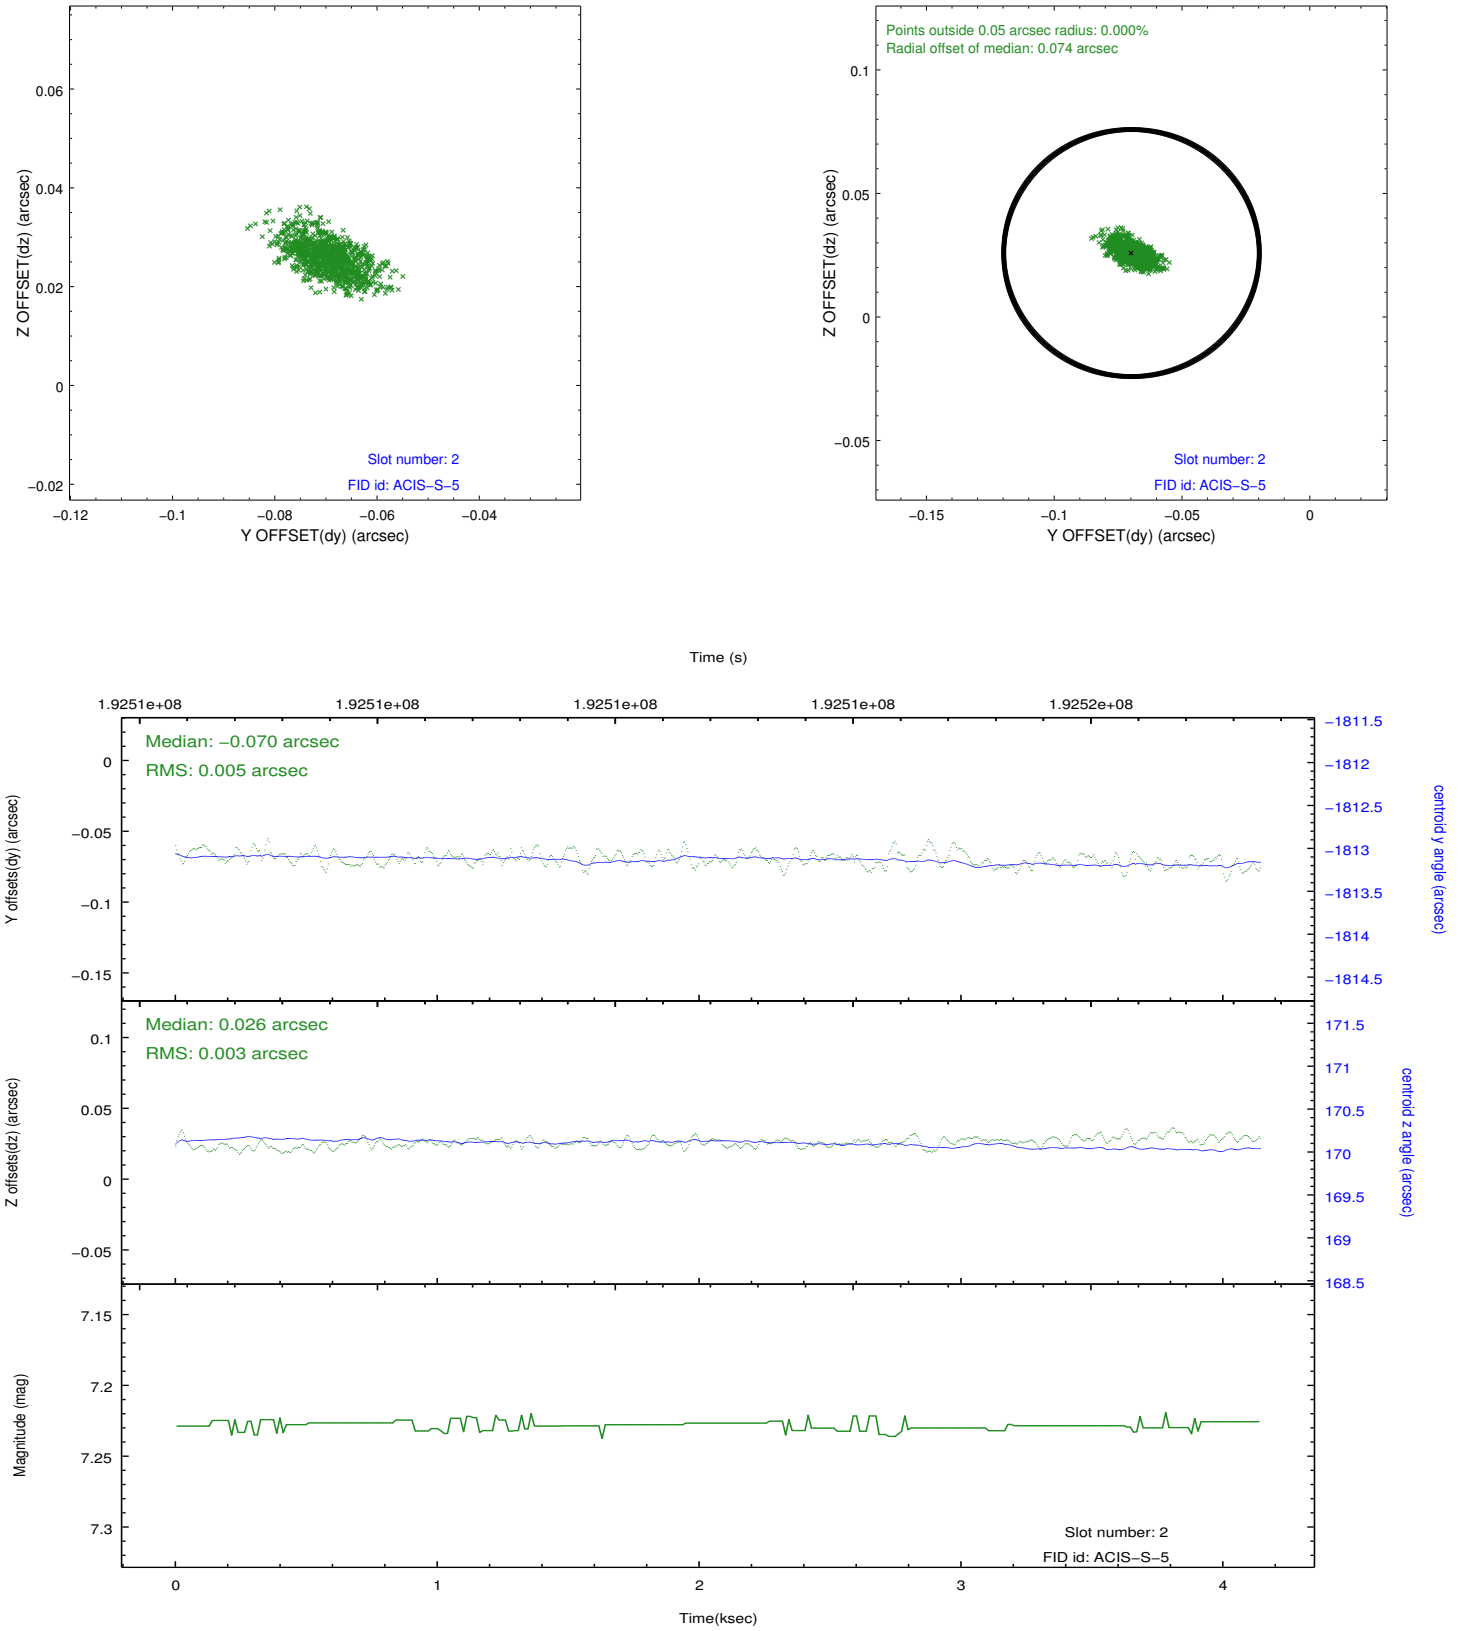 0.06
0.04
0.02
0
−0.02
−0.12
−0.1
−0.08
−0.06
−0.04
Z OFFSET(dz) (arcsec)
Y OFFSET(dy) (arcsec)
Slot number: 2
FID id: ACIS−S−5
Points outside 0.05 arcsec radius: 0.000%
Radial offset of median: 0.074 arcsec
0.1
0.05
0
−0.05
−0.15
−0.1
−0.05
0
Z OFFSET(dz) (arcsec)
Y OFFSET(dy) (arcsec)
Slot number: 2
FID id: ACIS−S−5
Time (s)
1.9251e+08
1.9251e+08
1.9251e+08
1.9251e+08
1.9252e+08
Median: −0.070 arcsec
RMS: 0.005 arcsec
0
−0.05
−0.1
−0.15
Y offsets(dy) (arcsec)
−1811.5
−1812
−1812.5
−1813
−1813.5
−1814
−1814.5
centroid y angle (arcsec)
Median: 0.026 arcsec
RMS: 0.003 arcsec
0.1
0.05
0
−0.05
Z offsets(dz) (arcsec)
171.5
171
170.5
170
169.5
169
168.5
centroid z angle (arcsec)
7.15
7.2
7.25
7.3
Magnitude (mag)
Slot number: 2
FID id: ACIS−S−5
0
1
2
3
4
Time(ksec)